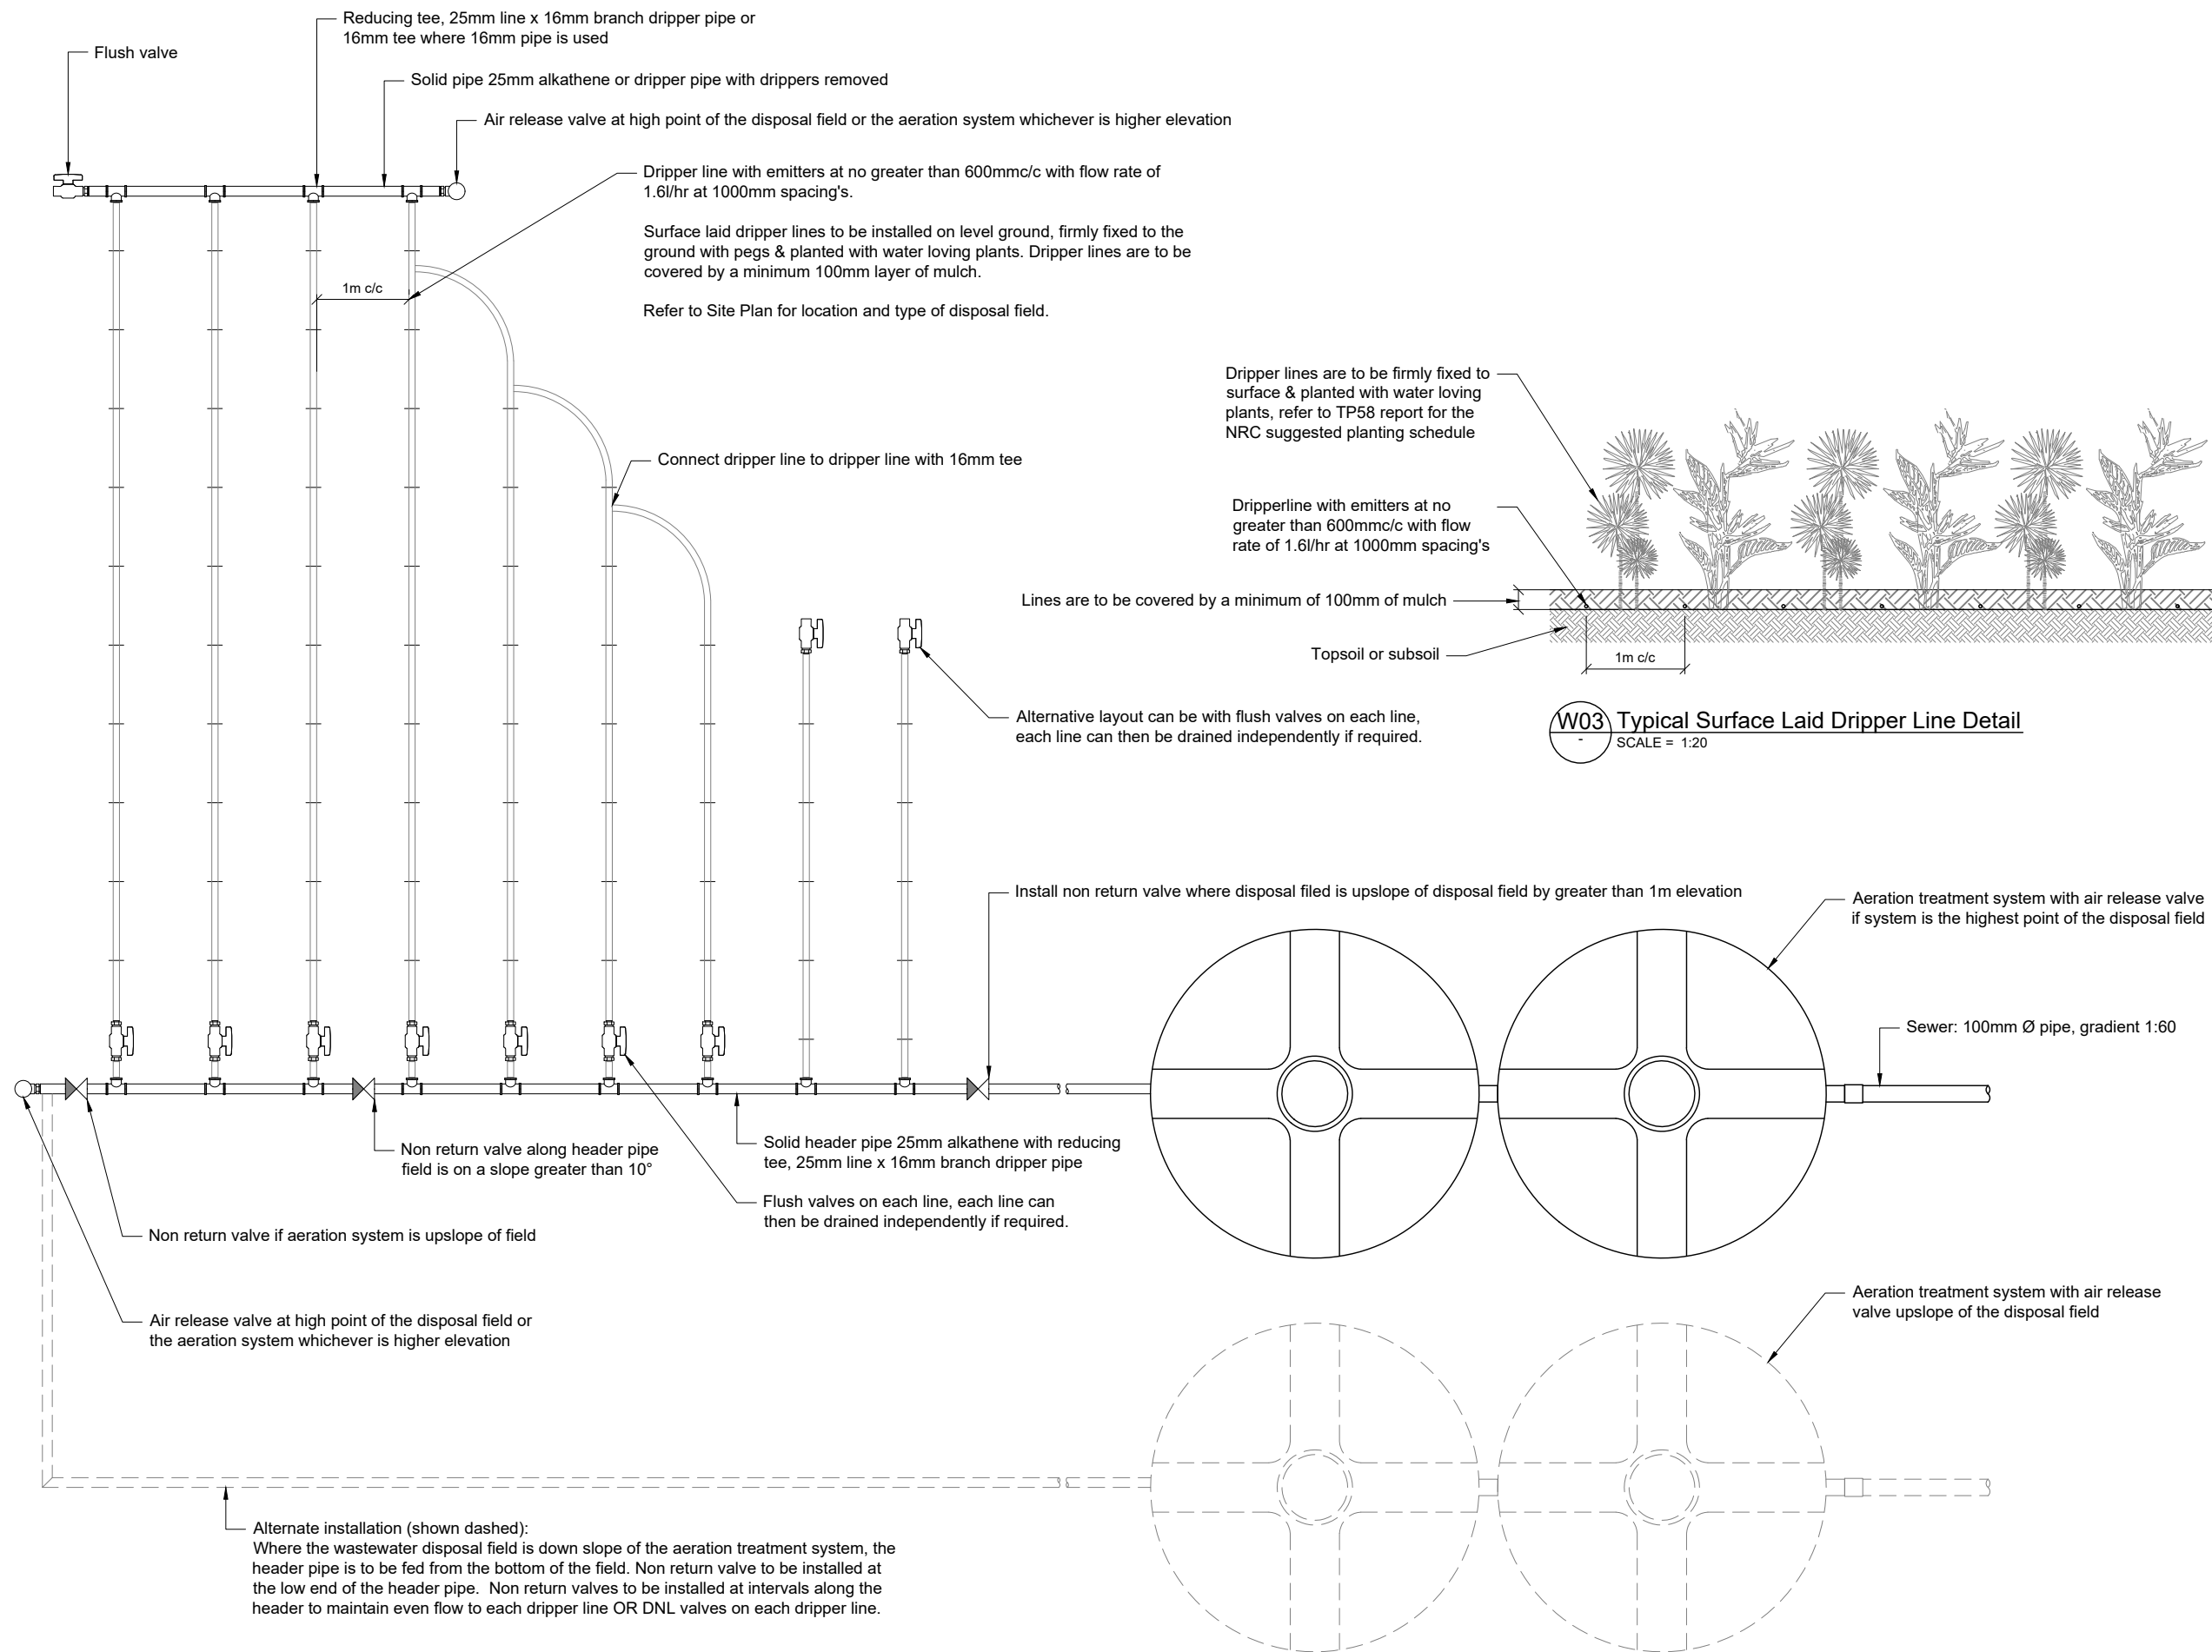 Reducing tee, 25mm line x 16mm branch dripper pipe or
16mm tee where 16mm pipe is used
Flush valve
Solid pipe 25mm alkathene or dripper pipe with drippers removed
Air release valve at high point of the disposal field or the aeration system whichever is higher elevation
Dripper line with emitters at no greater than 600mmc/c with flow rate of
1.6l/hr at 1000mm spacing's.
Surface laid dripper lines to be installed on level ground, firmly fixed to the
ground with pegs & planted with water loving plants. Dripper lines are to be
covered by a minimum 100mm layer of mulch.
1m c/c
Refer to Site Plan for location and type of disposal field.
Dripper lines are to be firmly fixed to
surface & planted with water loving
plants, refer to TP58 report for the
NRC suggested planting schedule
Connect dripper line to dripper line with 16mm tee
Dripperline with emitters at no
greater than 600mmc/c with flow
rate of 1.6l/hr at 1000mm spacing's
Lines are to be covered by a minimum of 100mm of mulch
Topsoil or subsoil
1m c/c
Alternative layout can be with flush valves on each line,
each line can then be drained independently if required.
W03 Typical Surface Laid Dripper Line Detail
- SCALE = 1:20
Install non return valve where disposal filed is upslope of disposal field by greater than 1m elevation
Aeration treatment system with air release valve
if system is the highest point of the disposal field
Sewer: 100mm Ø pipe, gradient 1:60
Non return valve along header pipe
field is on a slope greater than 10°
Solid header pipe 25mm alkathene with reducing
tee, 25mm line x 16mm branch dripper pipe
Flush valves on each line, each line can
then be drained independently if required.
Non return valve if aeration system is upslope of field
Air release valve at high point of the disposal field or
the aeration system whichever is higher elevation
Aeration treatment system with air release
valve upslope of the disposal field
Alternate installation (shown dashed):
Where the wastewater disposal field is down slope of the aeration treatment system, the
header pipe is to be fed from the bottom of the field. Non return valve to be installed at
the low end of the header pipe. Non return valves to be installed at intervals along the
header to maintain even flow to each dripper line OR DNL valves on each dripper line.